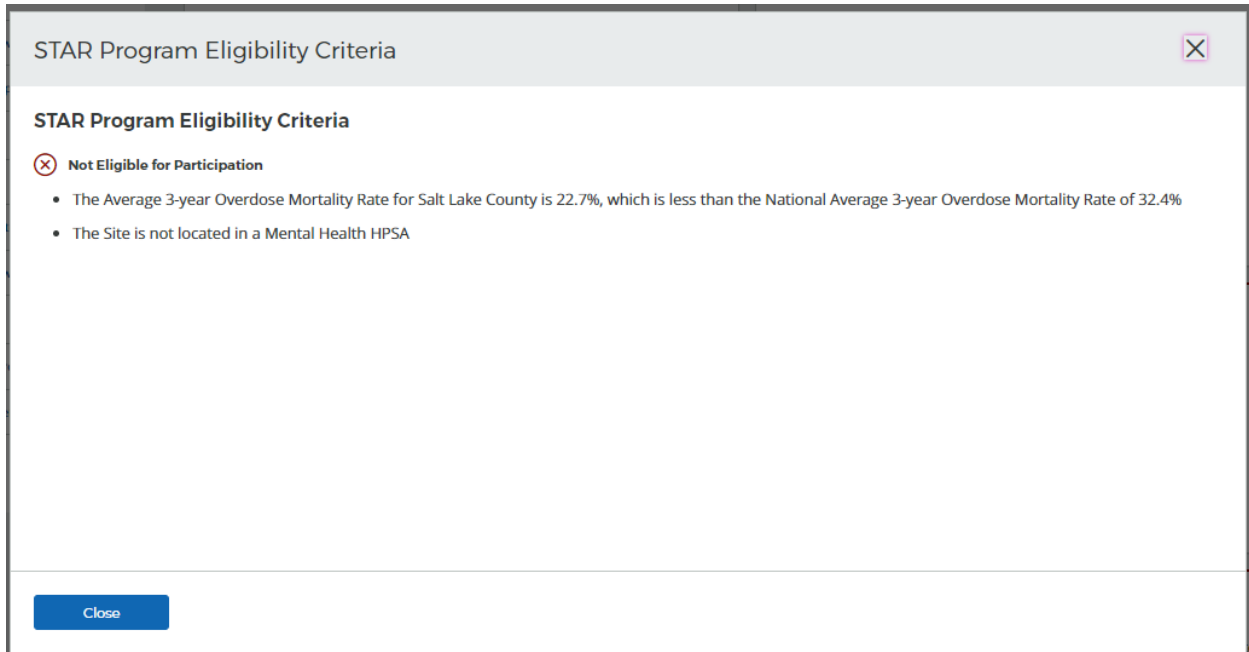 STAR Program Eligibility Criteria
STAR Program Eligibility Criteria
Not Eligible for Participation
• The Average 3-year Overdose Mortality Rate for Salt Lake County is 22.7%, which is less than the National Average 3-year Overdose Mortality Rate of 32.4%
• The Site is not located in a Mental Health HPSA
Close